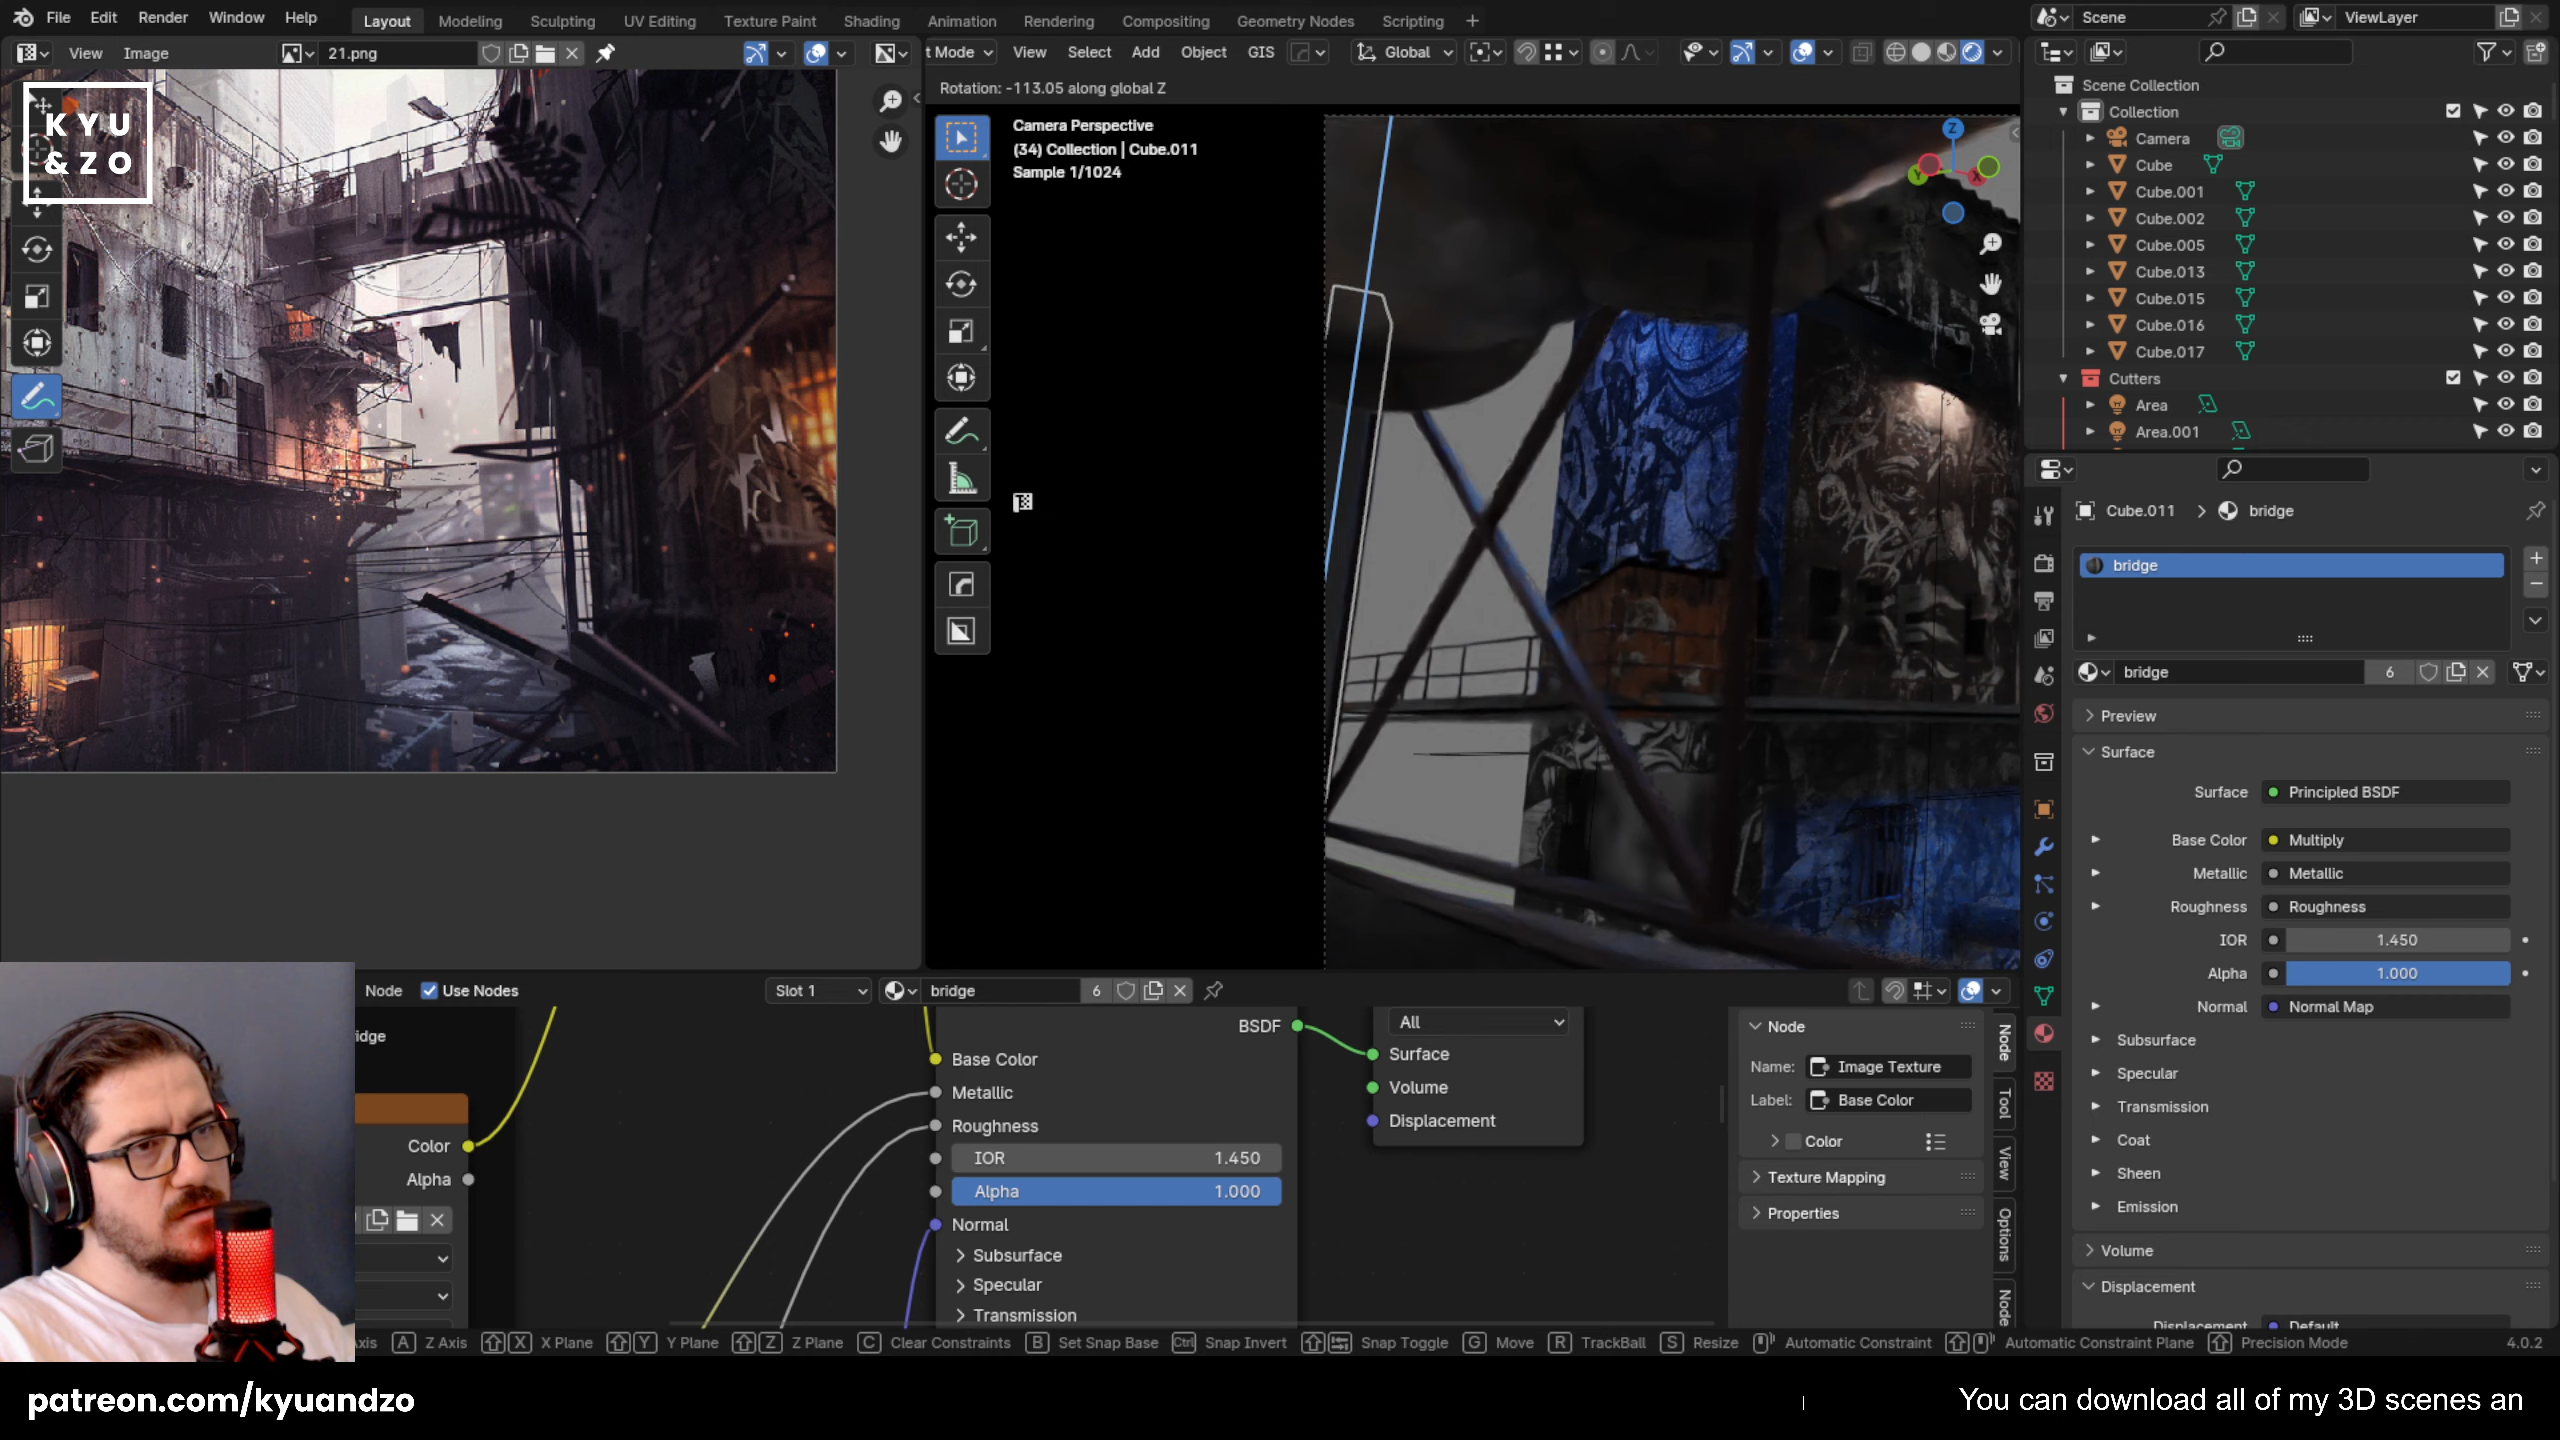 File Edit Render Window Help
Layout Modeling Sculpting UV Editing Texture Paint Shading Animation Rendering Compositing Geometry Nodes Scripting +
Scene
ViewLayer
View Image
21.png
t Mode View Select Add Object GIS
Global
KYU
&ZO
Rotation: -113.05 along global Z
Camera Perspective
(34) Collection | Cube.011
Sample 1/1024
Z
Y
X
Scene Collection
Collection
Camera
Cube
Cube.001
Cube.002
Cube.005
Cube.013
Cube.015
Cube.016
Cube.017
Cutters
Area
Area.001
Cube.011 > bridge
bridge
bridge 6
Preview
Surface
Surface Principled BSDF
Base Color Multiply
Metallic Metallic
Roughness Roughness
IOR 1.450
Alpha 1.000
Normal Normal Map
Subsurface
Specular
Transmission
Coat
Sheen
Emission
Volume
Displacement
Displacement Default
Node Use Nodes
Slot 1
bridge 6
idge
Color
Alpha
BSDF
Base Color
Metallic
Roughness
IOR 1.450
Alpha 1.000
Normal
Subsurface
Specular
Transmission
All
Surface
Volume
Displacement
Node
Name: Image Texture
Label: Base Color
Color
Texture Mapping
Properties
Node
Tool
View
Options
Node
xis A Z Axis X X Plane Y Y Plane Z Z Plane C Clear Constraints B Set Snap Base Ctrl Snap Invert Snap Toggle G Move R TrackBall S Resize Automatic Constraint Automatic Constraint Plane Precision Mode 4.0.2
patreon.com/kyuandzo
You can download all of my 3D scenes an